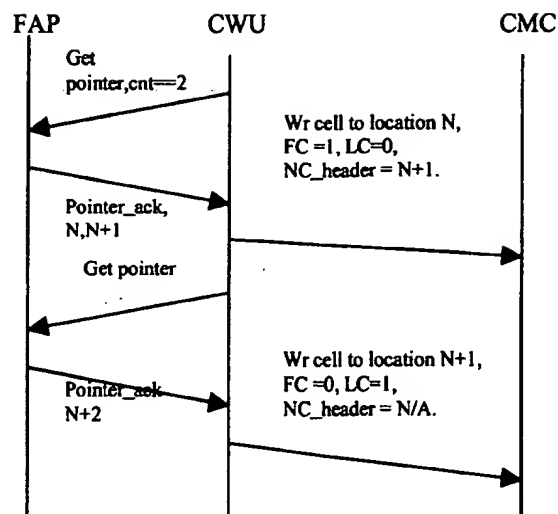 FAP
CWU
CMC
Get
pointer,cnt==2
Wr cell to location N,
FC =1, LC=0,
NC_header = N+1.
Pointer_ack,
N,N+1
Get pointer
Wr cell to location N+1,
FC =0, LC=1,
NC_header = N/A.
Pointer_ack
N+2